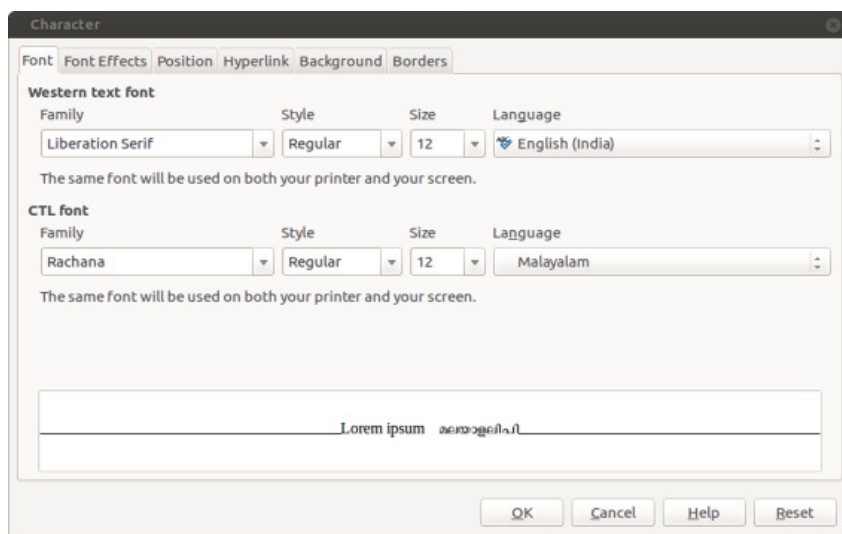 Character
Font Font Effects Position Hyperlink Background Borders
Western text font
Family Style Size Language
Liberation Serif Regular 12 English (India)
The same font will be used on both your printer and your screen.
CTL font
Family Style Size Language
Rachana Regular 12 Malayalam
The same font will be used on both your printer and your screen.
Lorem ipsum മലയാളലിപി
OK Cancel Help Reset